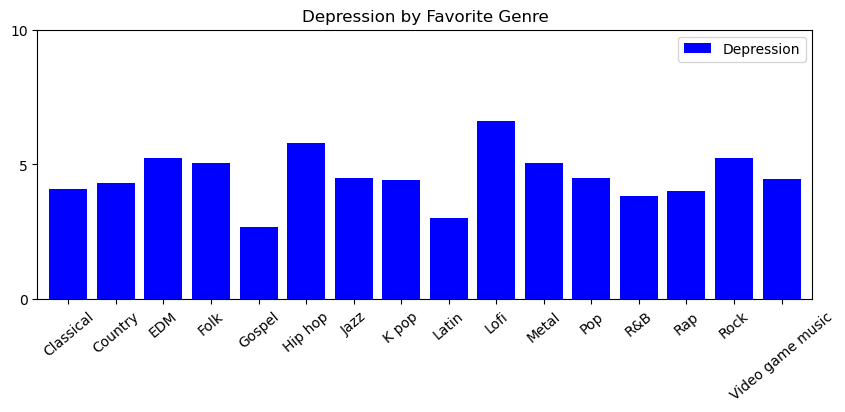 Depression by Favorite Genre
Depression
10
5
0
Classical
Country
EDM
Folk
Gospel
Hip hop
Jazz
K pop
Latin
Lofi
Metal
Pop
R&B
Rap
Rock
Video game music